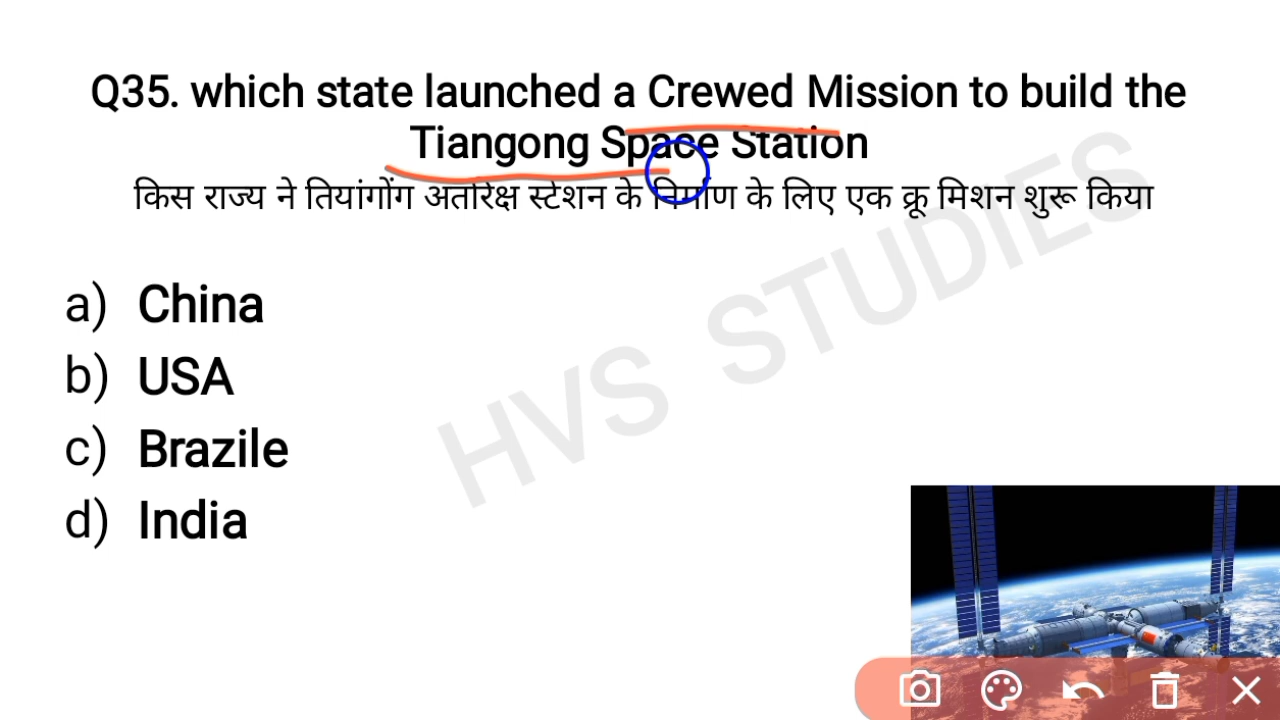 Q35. which state launched a Crewed Mission to build the
Tiangong Space Station
किस राज्य ने तियांगोंग अंतरिक्ष स्टेशन के निर्माण के लिए एक क्रू मिशन शुरू किया
a) China
b) USA
c) Brazile
d) India
HVS STUDIES